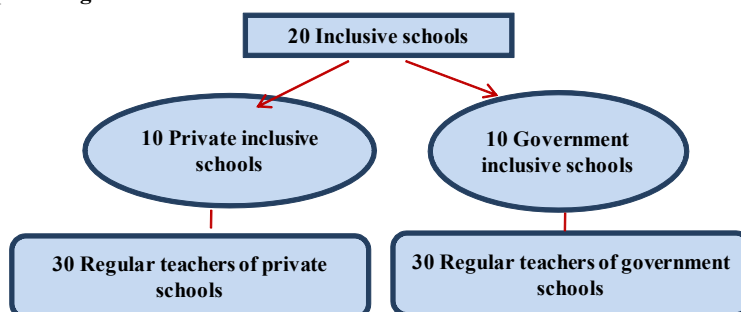 20 Inclusive schools
10 Private inclusive
schools
10 Government
inclusive schools
30 Regular teachers of private
schools
30 Regular teachers of government
schools